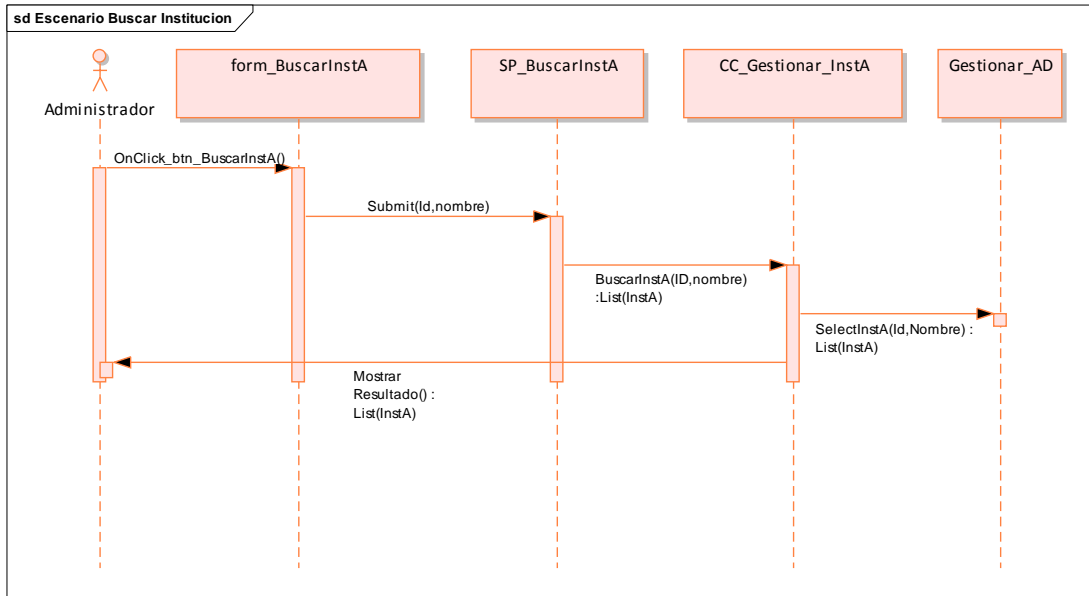 sd Escenario Buscar Institucion
Administrador
form_BuscarInstA
SP_BuscarInstA
CC_Gestionar_InstA
Gestionar_AD
OnClick_btn_BuscarInstA()
Submit(Id,nombre)
BuscarInstA(ID,nombre)
:List(InstA)
SelectInstA(Id,Nombre) :
List(InstA)
Mostrar
Resultado() :
List(InstA)